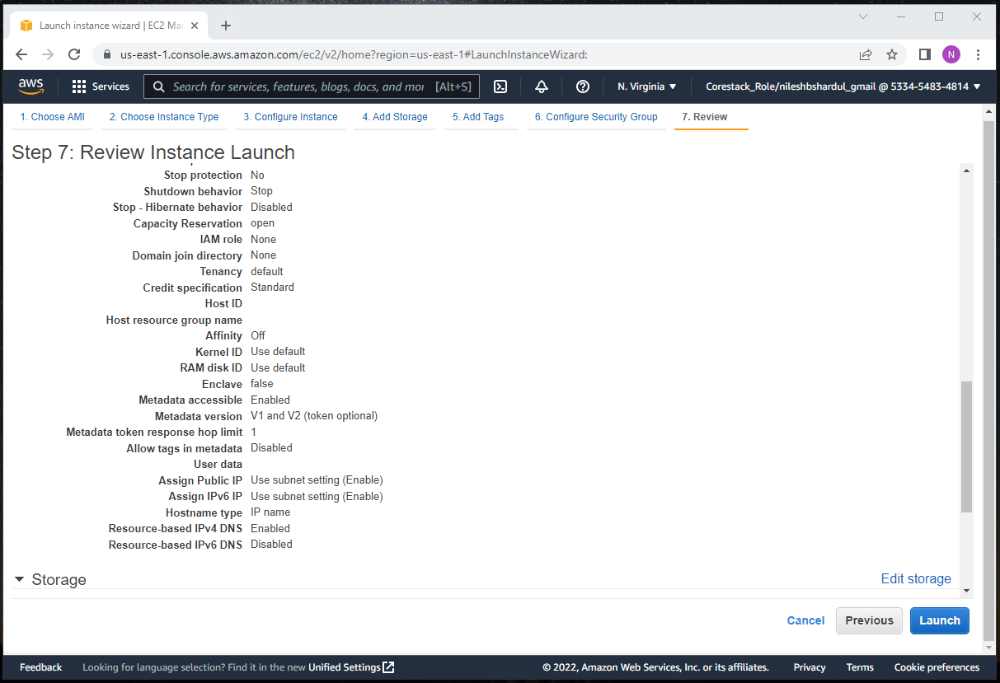 Launch instance wizard | EC2 Ma
us-east-1.console.aws.amazon.com/ec2/v2/home?region=us-east-1#LaunchInstanceWizard:
N
aws Services Search for services, features, blogs, docs, and mor [Alt+S] N. Virginia Corestack_Role/nileshbshardul_gmail @ 5334-5483-4814
1. Choose AMI 2. Choose Instance Type 3. Configure Instance 4. Add Storage 5. Add Tags 6. Configure Security Group 7. Review
Step 7: Review Instance Launch
Stop protection No
Shutdown behavior Stop
Stop - Hibernate behavior Disabled
Capacity Reservation open
IAM role None
Domain join directory None
Tenancy default
Credit specification Standard
Host ID
Host resource group name
Affinity Off
Kernel ID Use default
RAM disk ID Use default
Enclave false
Metadata accessible Enabled
Metadata version V1 and V2 (token optional)
Metadata token response hop limit 1
Allow tags in metadata Disabled
User data
Assign Public IP Use subnet setting (Enable)
Assign IPv6 IP Use subnet setting (Enable)
Hostname type IP name
Resource-based IPv4 DNS Enabled
Resource-based IPv6 DNS Disabled
Storage Edit storage
Cancel Previous Launch
Feedback Looking for language selection? Find it in the new Unified Settings © 2022, Amazon Web Services, Inc. or its affiliates. Privacy Terms Cookie preferences